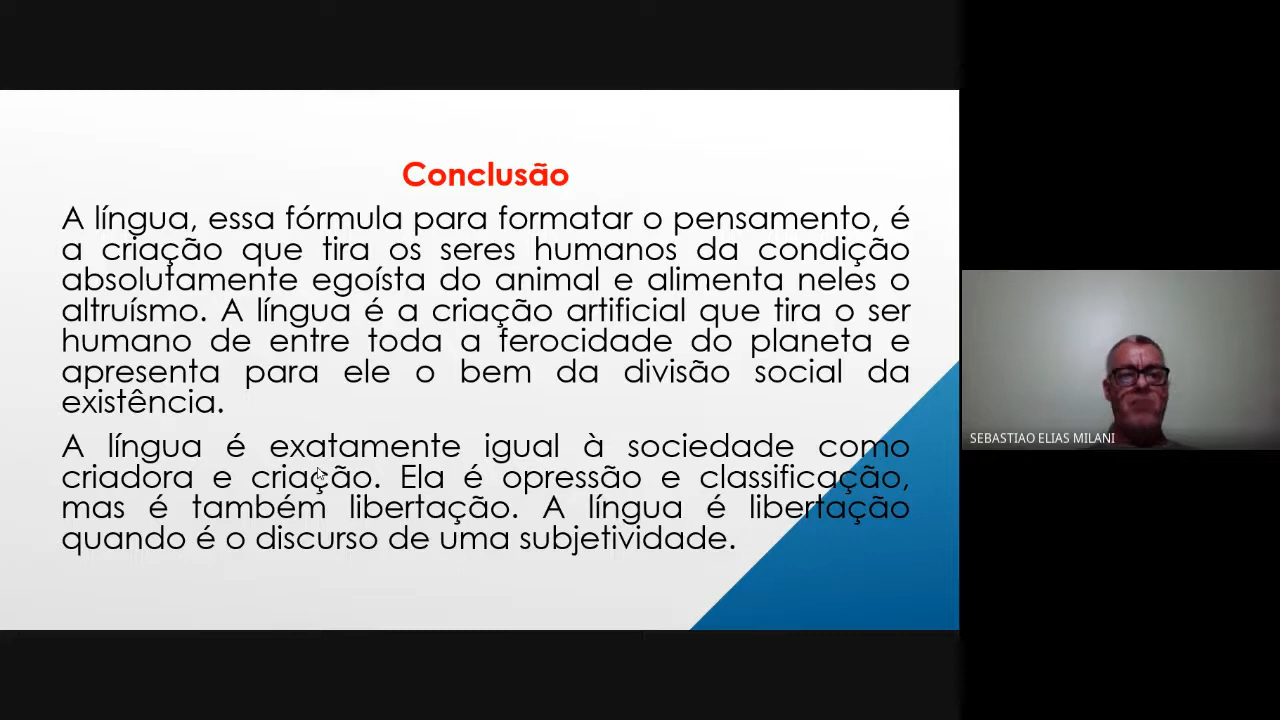 Conclusão
A língua, essa fórmula para formatar o pensamento, é
a criação que tira os seres humanos da condição
absolutamente egoísta do animal e alimenta neles o
altruísmo. A língua é a criação artificial que tira o ser
humano de entre toda a ferocidade do planeta e
apresenta para ele o bem da divisão social da
existência.
A língua é exatamente igual à sociedade como
criadora e criação. Ela é opressão e classificação,
mas é também libertação. A língua é libertação
quando é o discurso de uma subjetividade.
SEBASTIAO ELIAS MILANI